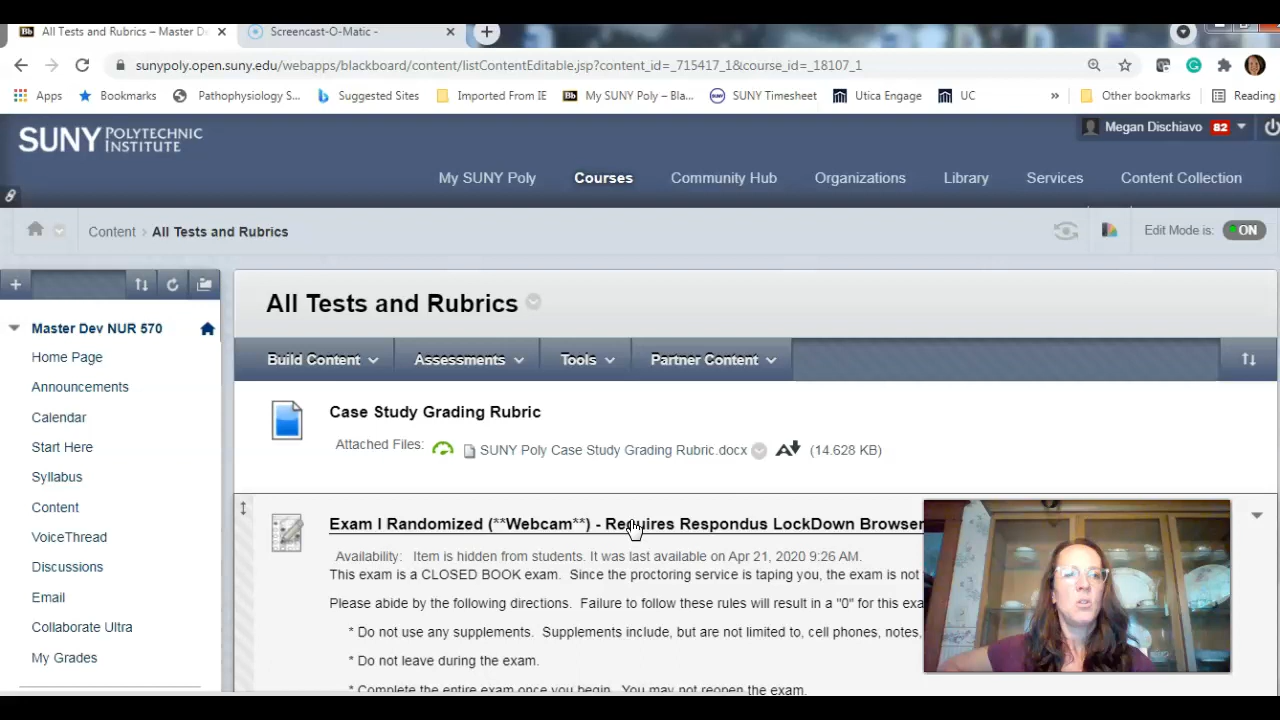 Bb All Tests and Rubrics – Master D
Screencast-O-Matic -
sunypoly.open.suny.edu/webapps/blackboard/content/listContentEditable.jsp?content_id=_715417_1&course_id=_18107_1
Apps Bookmarks Pathophysiology S... Suggested Sites Imported From IE Bb My SUNY Poly – Bla... SUNY SUNY Timesheet Utica Engage UC » Other bookmarks Reading
SUNY POLYTECHNIC INSTITUTE
Megan Dischiavo 82
My SUNY Poly Courses Community Hub Organizations Library Services Content Collection
Content > All Tests and Rubrics
Edit Mode is: ON
Master Dev NUR 570
Home Page
Announcements
Calendar
Start Here
Syllabus
Content
VoiceThread
Discussions
Email
Collaborate Ultra
My Grades
All Tests and Rubrics
Build Content Assessments Tools Partner Content
Case Study Grading Rubric
Attached Files: SUNY Poly Case Study Grading Rubric.docx A (14.628 KB)
Exam I Randomized (**Webcam**) - Requires Respondus LockDown Browser
Availability: Item is hidden from students. It was last available on Apr 21, 2020 9:26 AM.
This exam is a CLOSED BOOK exam. Since the proctoring service is taping you, the exam is not
Please abide by the following directions. Failure to follow these rules will result in a "0" for this exa
* Do not use any supplements. Supplements include, but are not limited to, cell phones, notes,
* Do not leave during the exam.
* Complete the entire exam once you begin. You may not reopen the exam.